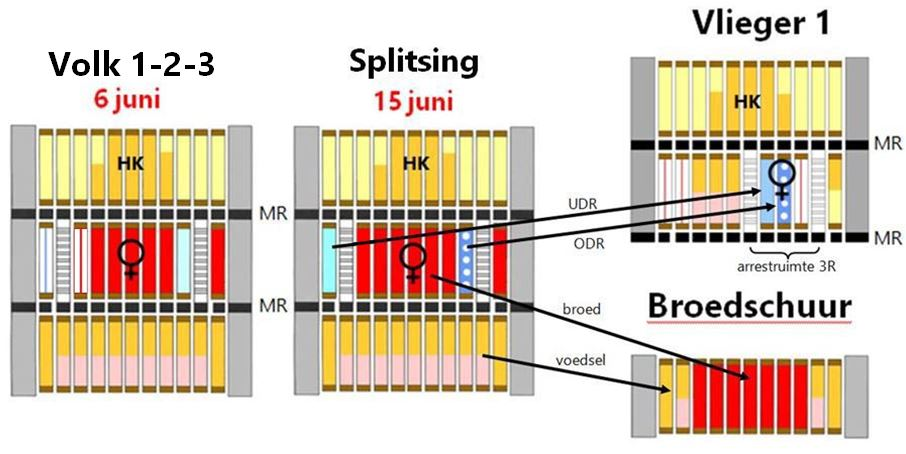 Volk 1-2-3
6 juni
HK
MR
MR
Splitsing
15 juni
HK
UDR
ODR
broed
voedsel
Vlieger 1
HK
MR
MR
arrestruimte 3R
Broedschuur